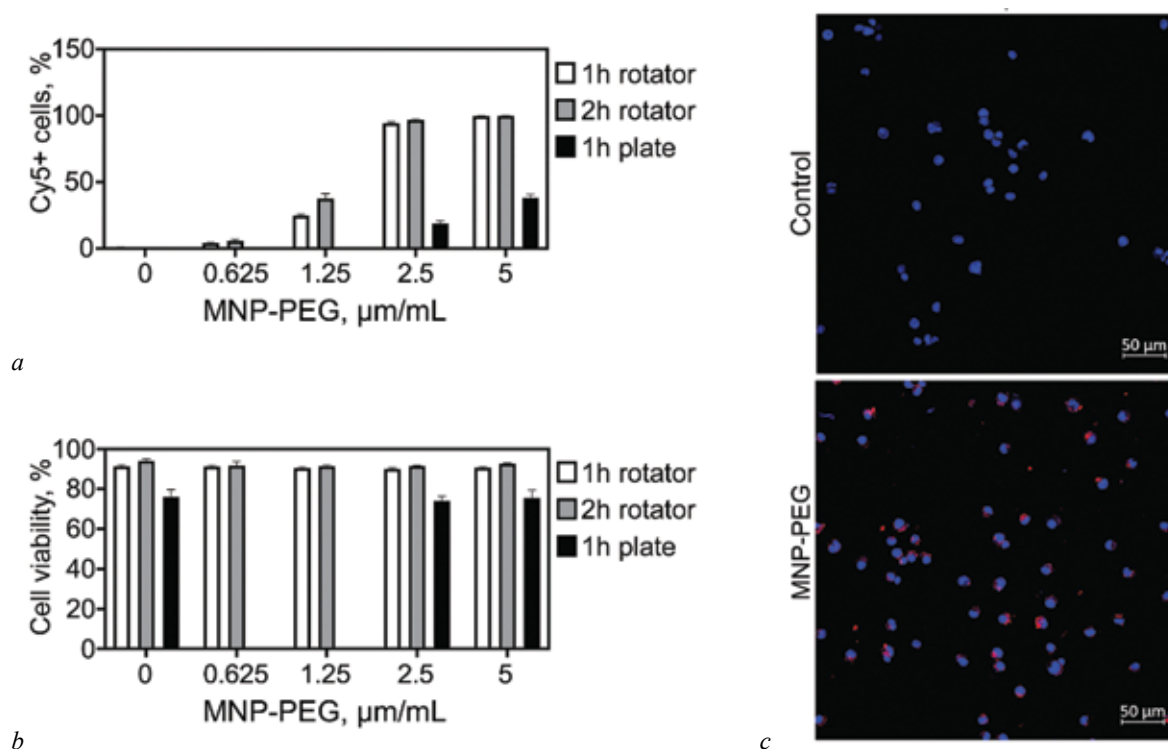 150
100
50
0
Cy5+ cells, %
0 0.625 1.25 2.5 5
MNP-PEG, µm/mL
1h rotator
2h rotator
1h plate
a
100
80
60
40
20
0
Cell viability, %
0 0.625 1.25 2.5 5
MNP-PEG, µm/mL
1h rotator
2h rotator
1h plate
b
Control
50 µm
MNP-PEG
50 µm
c